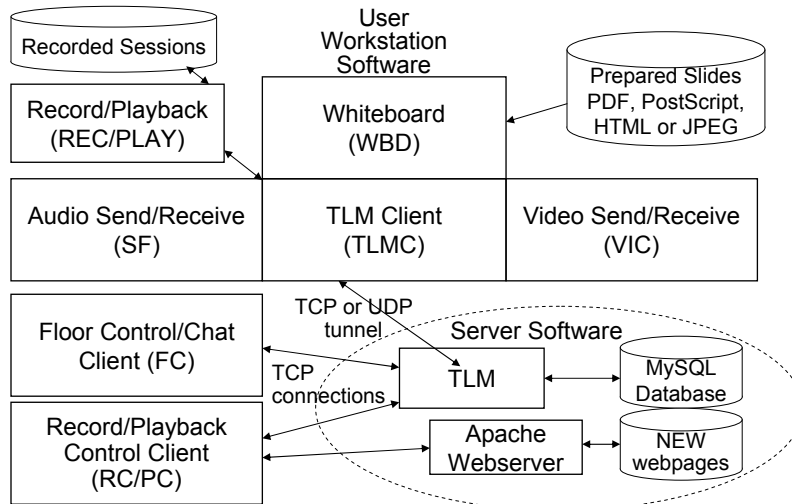 User
Workstation
Software
Recorded Sessions
Record/Playback
(REC/PLAY)
Whiteboard
(WBD)
Prepared Slides
PDF, PostScript,
HTML or JPEG
Audio Send/Receive
(SF)
TLM Client
(TLMC)
Video Send/Receive
(VIC)
TCP or UDP
tunnel
Floor Control/Chat
Client (FC)
TCP
connections
Server Software
TLM
MySQL
Database
Record/Playback
Control Client
(RC/PC)
Apache
Webserver
NEW
webpages